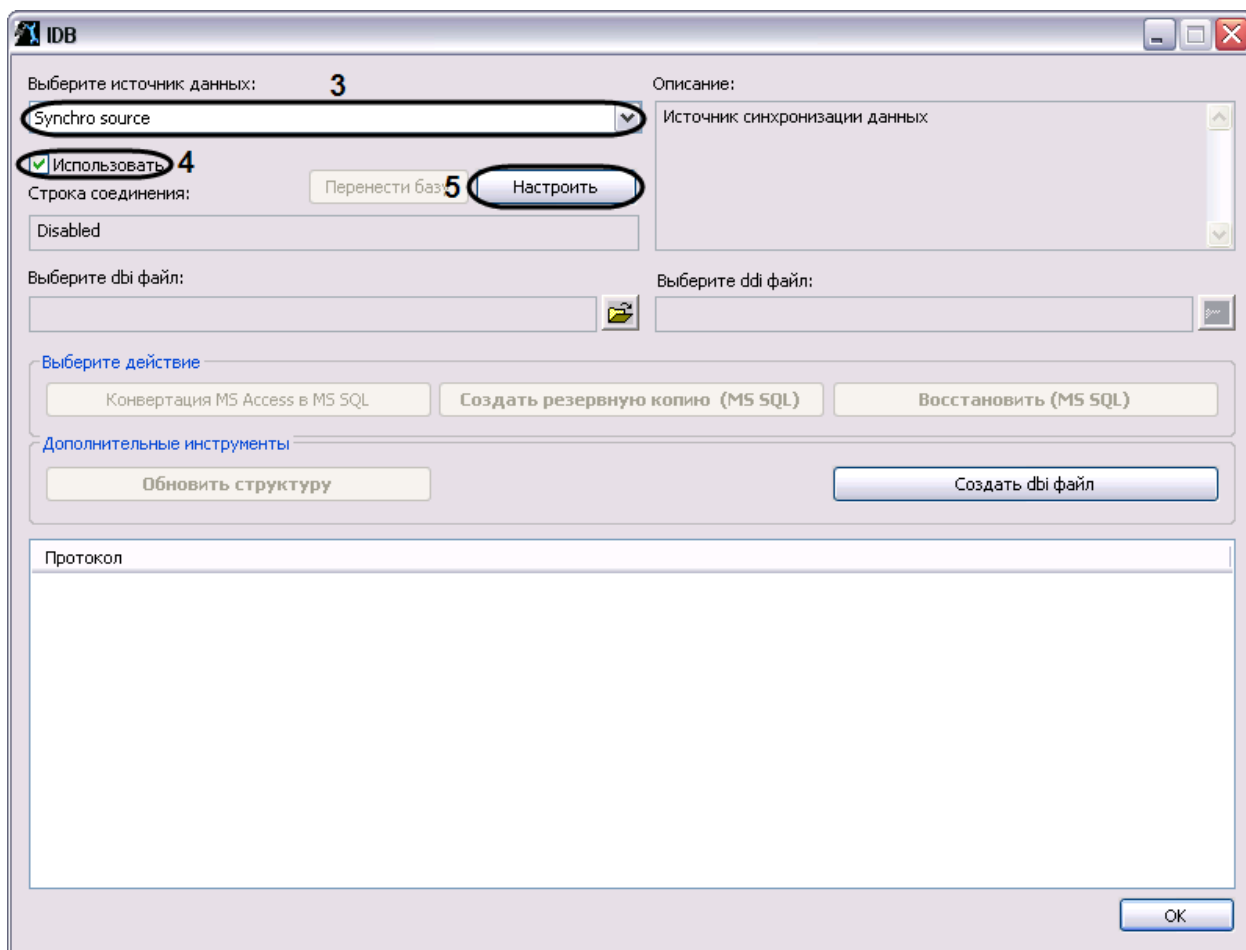 IDB
Выберите источник данных:
3
Описание:
Synchro source
Источник синхронизации данных
Использовать
4
Строка соединения:
Перенести базу
5
Настроить
Disabled
Выберите dbi файл:
Выберите ddi файл:
Выберите действие
Конвертация MS Access в MS SQL
Создать резервную копию (MS SQL)
Восстановить (MS SQL)
Дополнительные инструменты
Обновить структуру
Создать dbi файл
Протокол
OK